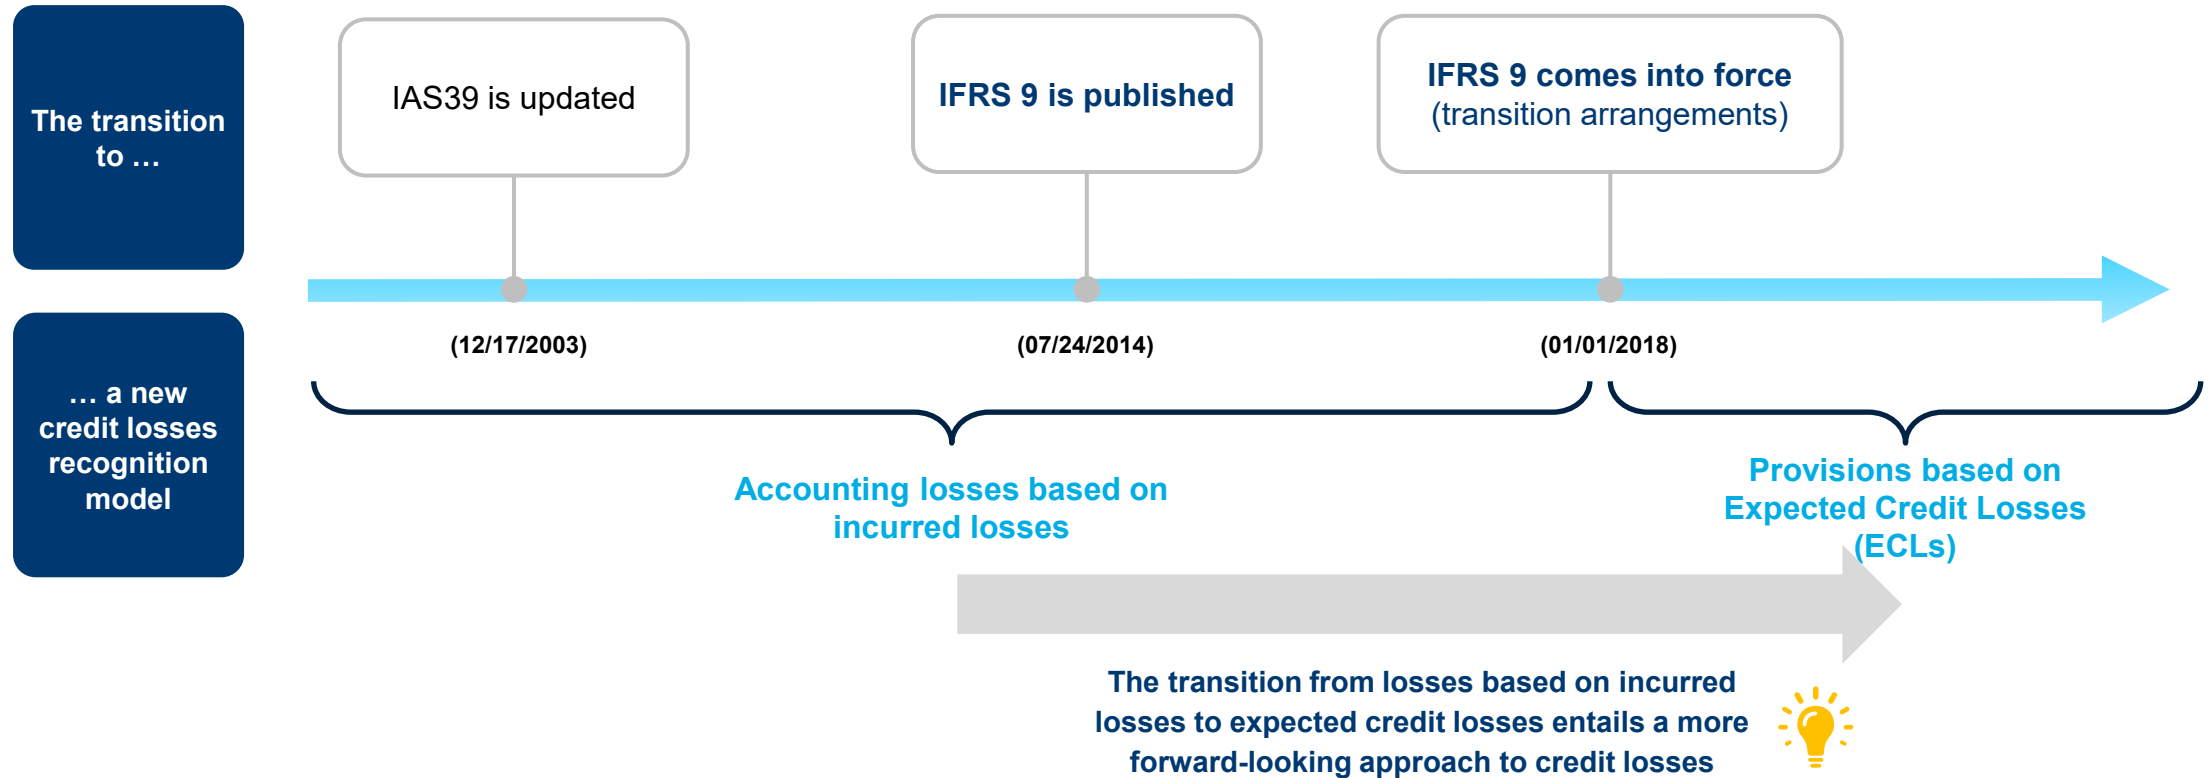 The transition
to …
IAS39 is updated
IFRS 9 is published
IFRS 9 comes into force
(transition arrangements)
(12/17/2003)
(07/24/2014)
(01/01/2018)
… a new
credit losses
recognition
model
Accounting losses based on
incurred losses
Provisions based on
Expected Credit Losses
(ECLs)
The transition from losses based on incurred
losses to expected credit losses entails a more
forward-looking approach to credit losses